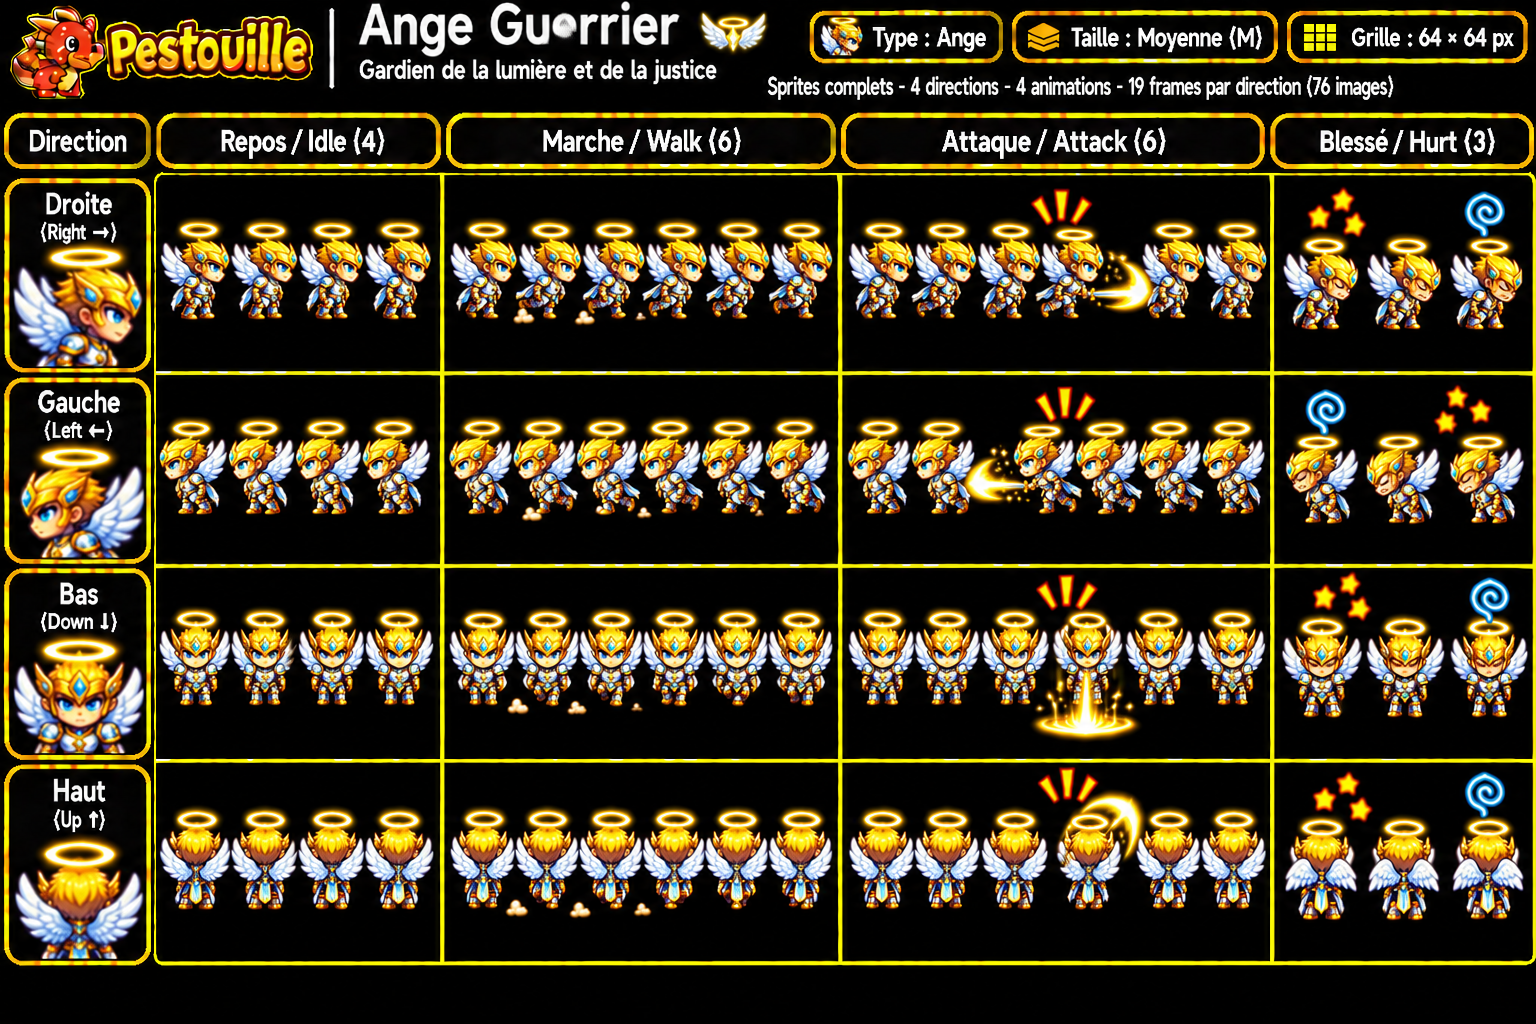 Pestouille
Ange Guerrier
Gardien de la lumière et de la justice
Type : Ange
Taille : Moyenne (M)
Grille : 64 × 64 px
Sprites complets - 4 directions - 4 animations - 19 frames par direction (76 images)
Direction
Repos / Idle (4)
Marche / Walk (6)
Attaque / Attack (6)
Blessé / Hurt (3)
Droite
(Right →)
Gauche
(Left ←)
Bas
(Down ↓)
Haut
(Up ↑)